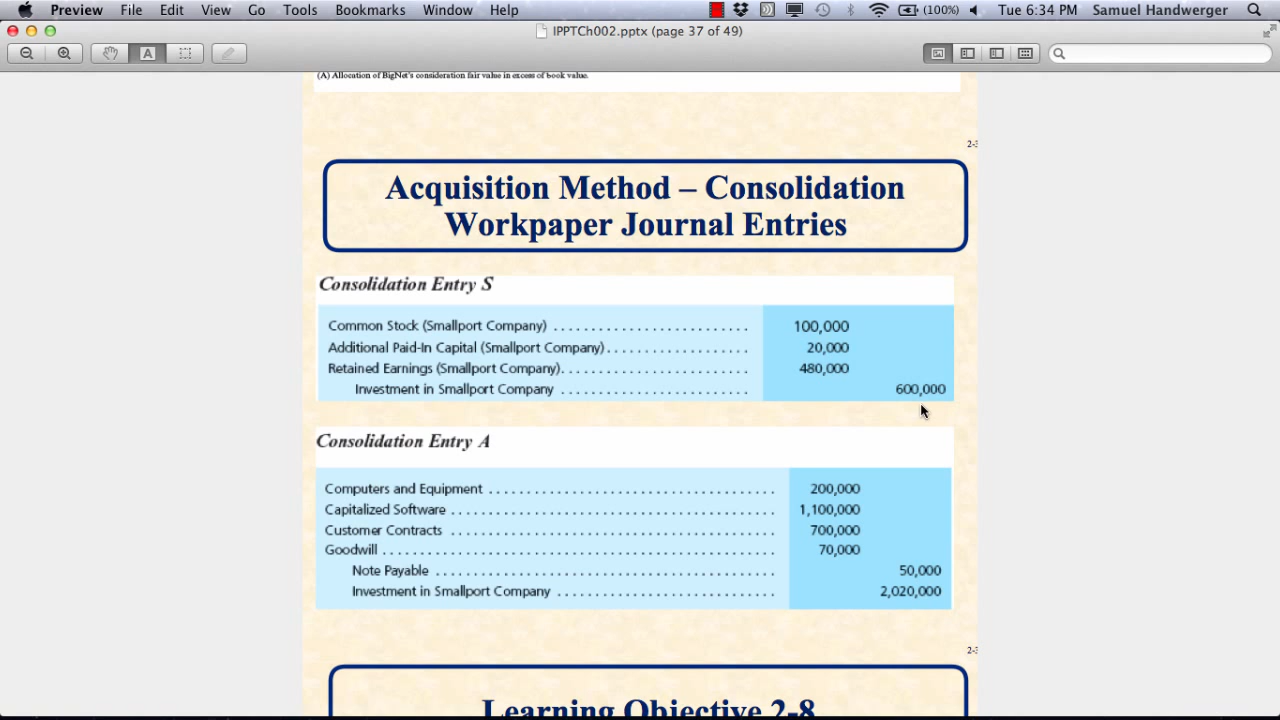 Preview File Edit View Go Tools Bookmarks Window Help (100%) Tue 6:34 PM Samuel Handwerger
IPPTCh002.pptx (page 37 of 49)
(A) Allocation of BigNet's consideration fair value in excess of book value.
Acquisition Method – Consolidation
Workpaper Journal Entries
Consolidation Entry S
Common Stock (Smallport Company) 100,000
Additional Paid-In Capital (Smallport Company) 20,000
Retained Earnings (Smallport Company) 480,000
Investment in Smallport Company 600,000
Consolidation Entry A
Computers and Equipment 200,000
Capitalized Software 1,100,000
Customer Contracts 700,000
Goodwill 70,000
Note Payable 50,000
Investment in Smallport Company 2,020,000
Learning Objective 2-8